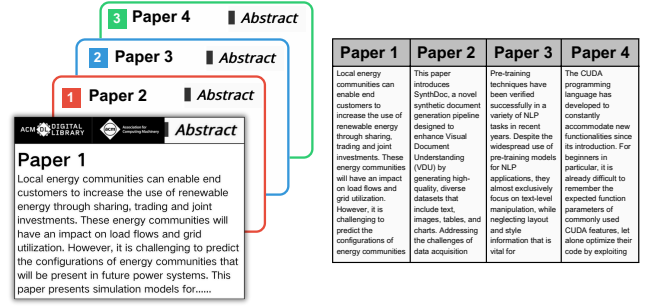 3 Paper 4 Abstract
2 Paper 3 Abstract
1 Paper 2 Abstract
ACM DL DIGITAL LIBRARY acm Association for Computing Machinery Abstract
Paper 1
Local energy communities can enable end
customers to increase the use of renewable
energy through sharing, trading and joint
investments. These energy communities will
have an impact on load flows and grid
utilization. However, it is challenging to predict
the configurations of energy communities that
will be present in future power systems. This
paper presents simulation models for......
Paper 1
Local energy
communities can
enable end
customers to
increase the use of
renewable energy
through sharing,
trading and joint
investments. These
energy communities
will have an impact
on load flows and
grid utilization.
However, it is
challenging to
predict the
configurations of
energy communities
Paper 2
This paper
introduces
SynthDoc, a novel
synthetic document
generation pipeline
designed to
enhance Visual
Document
Understanding
(VDU) by
generating high-
quality, diverse
datasets that
include text,
images, tables, and
charts. Addressing
the challenges of
data acquisition
Paper 3
Pre-training
techniques have
been verified
successfully in a
variety of NLP
tasks in recent
years. Despite the
widespread use of
pre-training models
for NLP
applications, they
almost exclusively
focus on text-level
manipulation, while
neglecting layout
and style
information that is
vital for
Paper 4
The CUDA
programming
language has
developed to
constantly
accommodate new
functionalities since
its introduction. For
beginners in
particular, it is
already difficult to
remember the
expected function
parameters of
commonly used
CUDA features, let
alone optimize their
code by exploiting